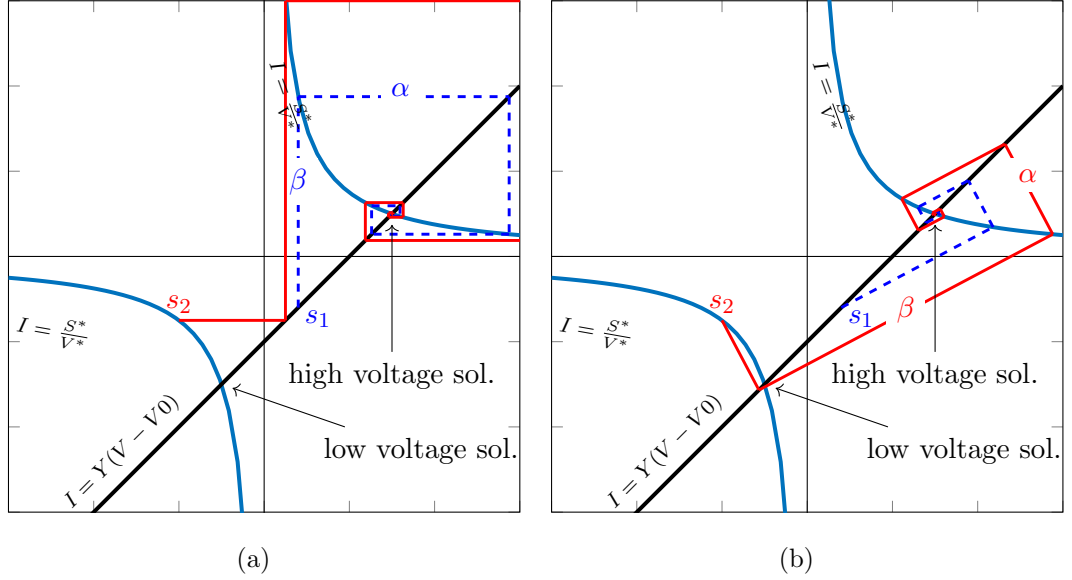 I = S*/V*
α
β
s₂
s₁
I = S*/V*
high voltage sol.
low voltage sol.
I = Y(V − V0)
(a)
I = S*/V*
α
β
s₂
s₁
I = S*/V*
high voltage sol.
low voltage sol.
I = Y(V − V0)
(b)